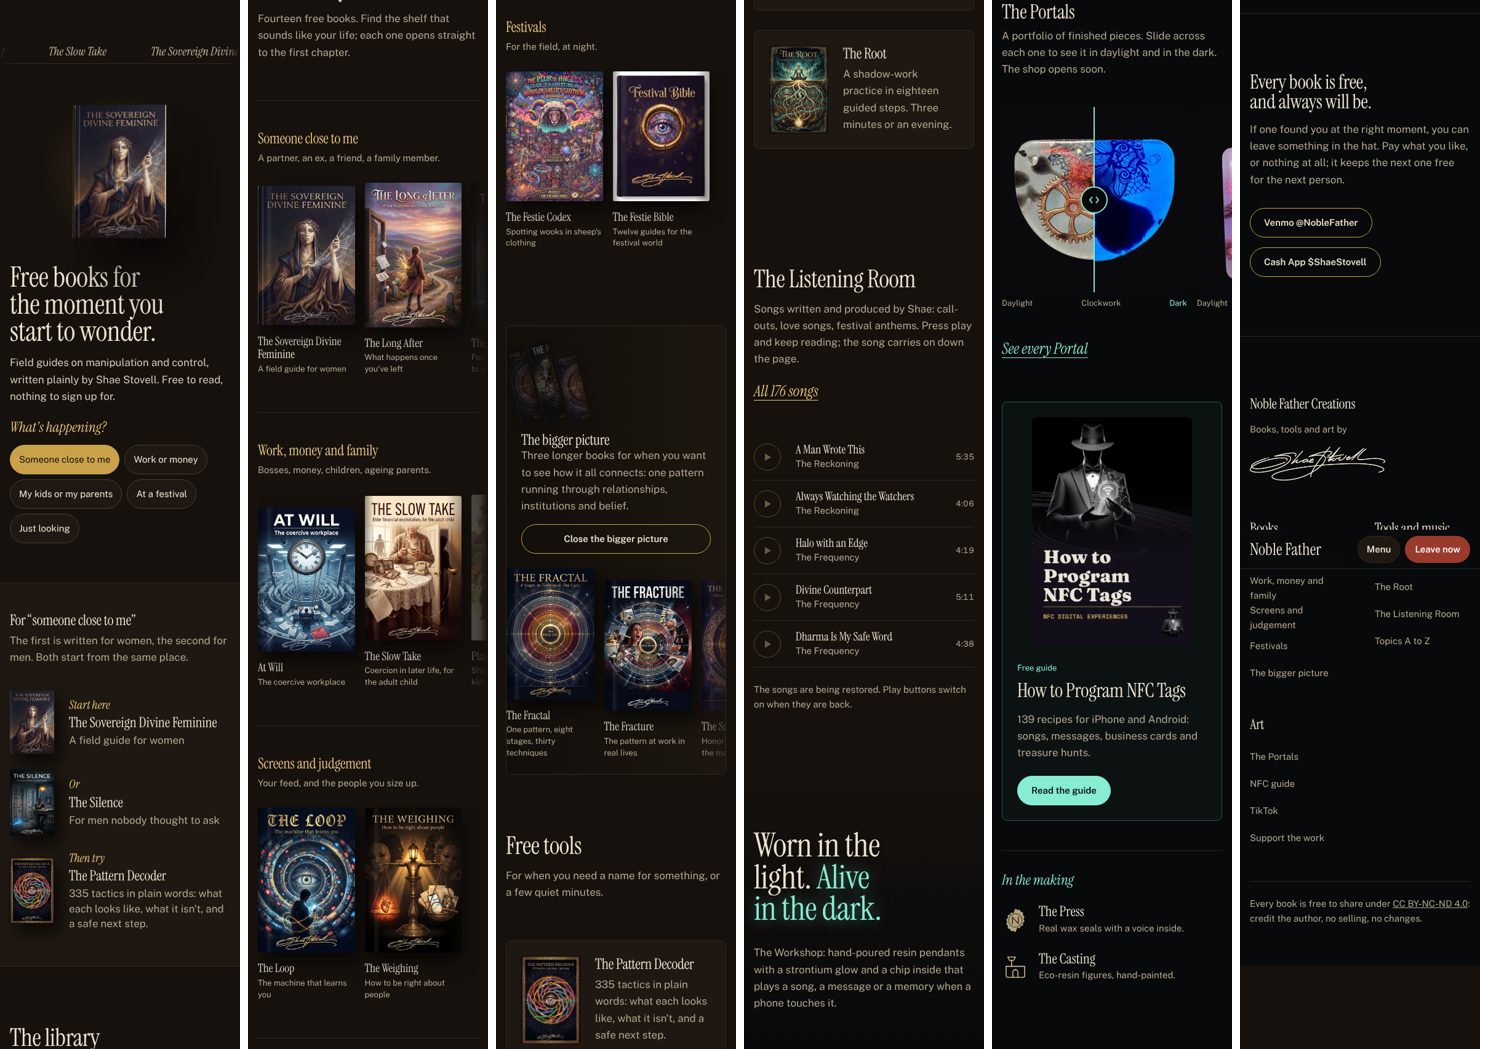 The Slow Take
The Sovereign Divine
THE SOVEREIGN
DIVINE FEMININE
Free books for
the moment you
start to wonder.
Field guides on manipulation and control,
written plainly by Shae Stovell. Free to read,
nothing to sign up for.
What's happening?
Someone close to me
Work or money
My kids or my parents
At a festival
Just looking
For “someone close to me”
The first is written for women, the second for
men. Both start from the same place.
Start here
The Sovereign Divine Feminine
A field guide for women
THE SILENCE
Or
The Silence
For men nobody thought to ask
Then try
The Pattern Decoder
335 tactics in plain words: what
each looks like, what it isn't, and
a safe next step.
The library
Fourteen free books. Find the shelf that
sounds like your life; each one opens straight
to the first chapter.
Someone close to me
A partner, an ex, a friend, a family member.
THE SOVEREIGN
DIVINE FEMININE
THE LONG AFTER
What happens once you've left
Shae Stovell
The Sovereign Divine
Feminine
A field guide for women
The Long After
What happens once
you've left
Work, money and family
Bosses, money, children, ageing parents.
AT WILL
The coercive workplace
THE SLOW TAKE
Elder financial exploitation, for the adult child
At Will
The coercive workplace
The Slow Take
Coercion in later life, for
the adult child
Screens and judgement
Your feed, and the people you size up.
THE LOOP
The machine that learns you
THE WEIGHING
How to be right about people
The Loop
The machine that learns
you
The Weighing
How to be right about
people
Festivals
For the field, at night.
Festival Bible
The Festie Codex
Spotting wooks in sheep's
clothing
The Festie Bible
Twelve guides for the
festival world
The bigger picture
Three longer books for when you want
to see how it all connects: one pattern
running through relationships,
institutions and belief.
Close the bigger picture
THE FRACTAL
THE FRACTURE
The Fractal
One pattern, eight
stages, thirty
techniques
The Fracture
The pattern at work in
real lives
Free tools
For when you need a name for something, or
a few quiet minutes.
THE PATTERN DECODER
The Pattern Decoder
335 tactics in plain
words: what each looks
like, what it isn't, and a
safe next step.
THE ROOT
The Root
A shadow-work
practice in eighteen
guided steps. Three
minutes or an evening.
The Listening Room
Songs written and produced by Shae: call-
outs, love songs, festival anthems. Press play
and keep reading; the song carries on down
the page.
All 176 songs
A Man Wrote This
The Reckoning
5:35
Always Watching the Watchers
The Reckoning
4:06
Halo with an Edge
The Frequency
4:19
Divine Counterpart
The Frequency
5:11
Dharma Is My Safe Word
The Frequency
4:38
The songs are being restored. Play buttons switch
on when they are back.
Worn in the
light. Alive
in the dark.
The Workshop: hand-poured resin pendants
with a strontium glow and a chip inside that
plays a song, a message or a memory when a
phone touches it.
The Portals
A portfolio of finished pieces. Slide across
each one to see it in daylight and in the dark.
The shop opens soon.
Daylight
Clockwork
Dark
Daylight
See every Portal
How to
Program
NFC Tags
NFC DIGITAL EXPERIENCES
Free guide
How to Program NFC Tags
139 recipes for iPhone and Android:
songs, messages, business cards and
treasure hunts.
Read the guide
In the making
The Press
Real wax seals with a voice inside.
The Casting
Eco-resin figures, hand-painted.
Every book is free,
and always will be.
If one found you at the right moment, you can
leave something in the hat. Pay what you like,
or nothing at all; it keeps the next one free
for the next person.
Venmo @NobleFather
Cash App $ShaeStovell
Noble Father Creations
Books, tools and art by
Shae Stovell
Books
Tools and music
Noble Father
Menu
Leave now
Work, money and
family
Screens and
judgement
Festivals
The bigger picture
The Root
The Listening Room
Topics A to Z
Art
The Portals
NFC guide
TikTok
Support the work
Every book is free to share under CC BY-NC-ND 4.0:
credit the author, no selling, no changes.